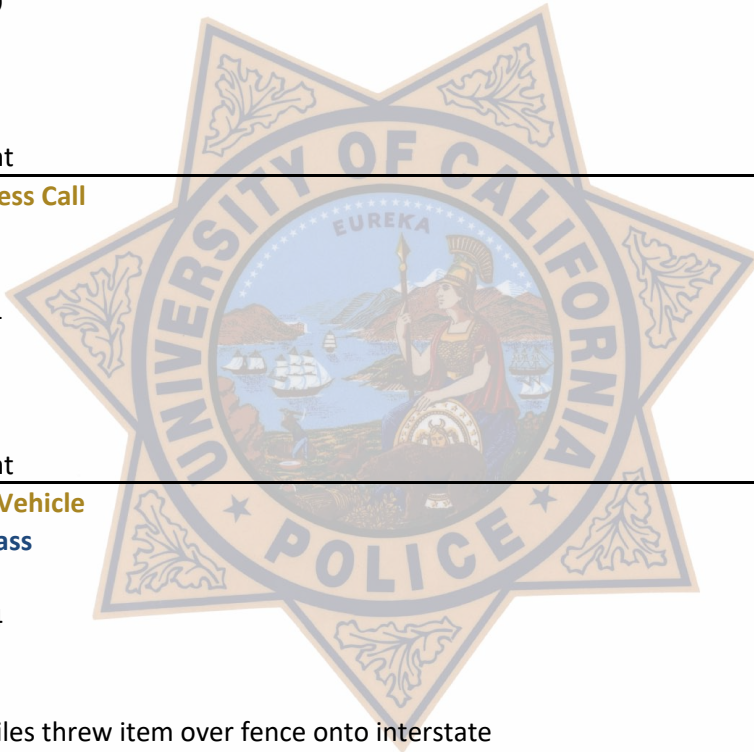 nt
ess Call
nt
Vehicle
ass
iles threw item over fence onto interstate
UNIVERSITY OF CALIFORNIA
EUREKA
★ POLICE ★